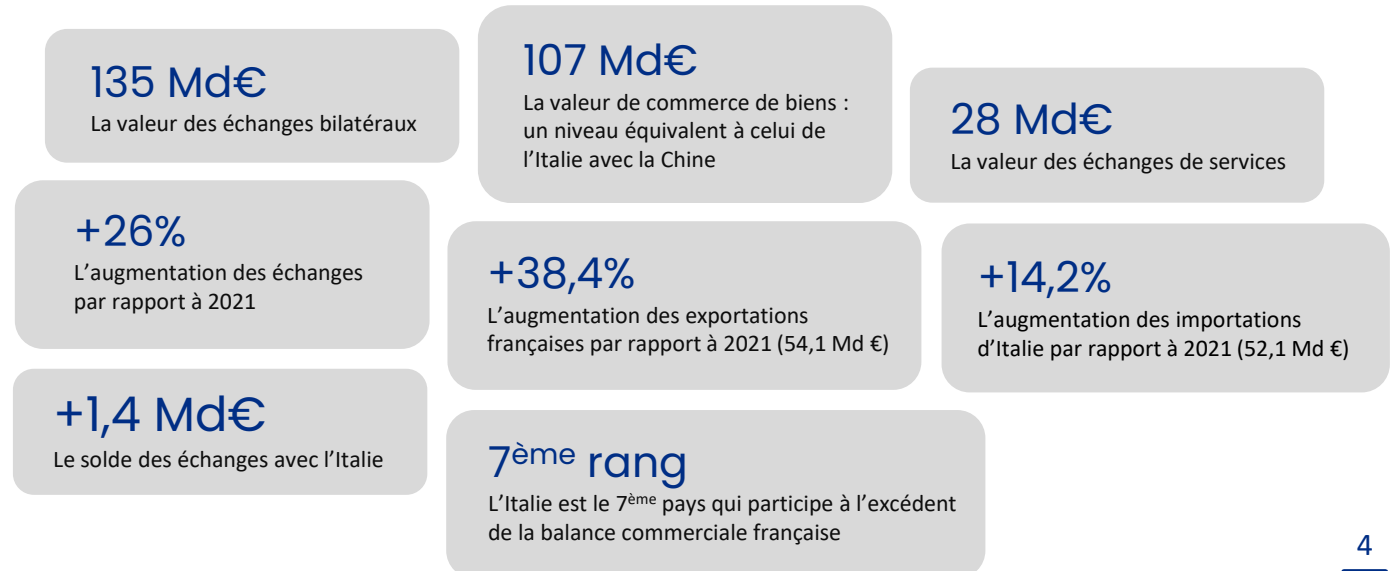 135 Md€
La valeur des échanges bilatéraux
107 Md€
La valeur de commerce de biens :
un niveau équivalent à celui de
l’Italie avec la Chine
28 Md€
La valeur des échanges de services
+26%
L’augmentation des échanges
par rapport à 2021
+38,4%
L’augmentation des exportations
françaises par rapport à 2021 (54,1 Md €)
+14,2%
L’augmentation des importations
d’Italie par rapport à 2021 (52,1 Md €)
+1,4 Md€
Le solde des échanges avec l’Italie
7ème rang
L’Italie est le 7ème pays qui participe à l’excédent
de la balance commerciale française
4